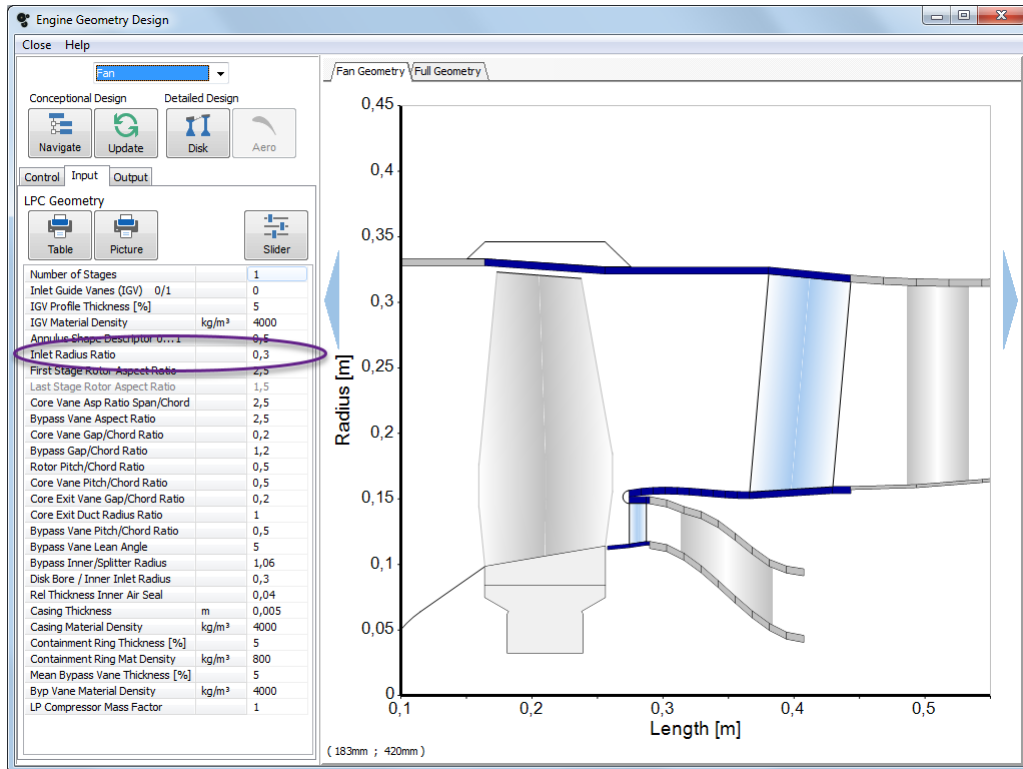 Engine Geometry Design
Close Help
Fan
Conceptional Design Detailed Design
Navigate Update Disk Aero
Control Input Output
LPC Geometry
Table Picture Slider
Number of Stages 1
Inlet Guide Vanes (IGV) 0/1 0
IGV Profile Thickness [%] 5
IGV Material Density kg/m³ 4000
Annulus Shape Descriptor 0...1 0,5
Inlet Radius Ratio 0,3
First Stage Rotor Aspect Ratio 2,5
Last Stage Rotor Aspect Ratio 1,5
Core Vane Asp Ratio Span/Chord 2,5
Bypass Vane Aspect Ratio 2,5
Core Vane Gap/Chord Ratio 0,2
Bypass Gap/Chord Ratio 1,2
Rotor Pitch/Chord Ratio 0,5
Core Vane Pitch/Chord Ratio 0,5
Core Exit Vane Gap/Chord Ratio 0,2
Core Exit Duct Radius Ratio 1
Bypass Vane Pitch/Chord Ratio 0,5
Bypass Vane Lean Angle 5
Bypass Inner/Splitter Radius 1,06
Disk Bore / Inner Inlet Radius 0,3
Rel Thickness Inner Air Seal 0,04
Casing Thickness m 0,005
Casing Material Density kg/m³ 4000
Containment Ring Thickness [%] 5
Containment Ring Mat Density kg/m³ 800
Mean Bypass Vane Thickness [%] 5
Byp Vane Material Density kg/m³ 4000
LP Compressor Mass Factor 1
Fan Geometry Full Geometry
0,45
0,4
0,35
0,3
0,25
0,2
0,15
0,1
0,05
0
Radius [m]
0,1 0,2 0,3 0,4 0,5
Length [m]
( 183mm ; 420mm )